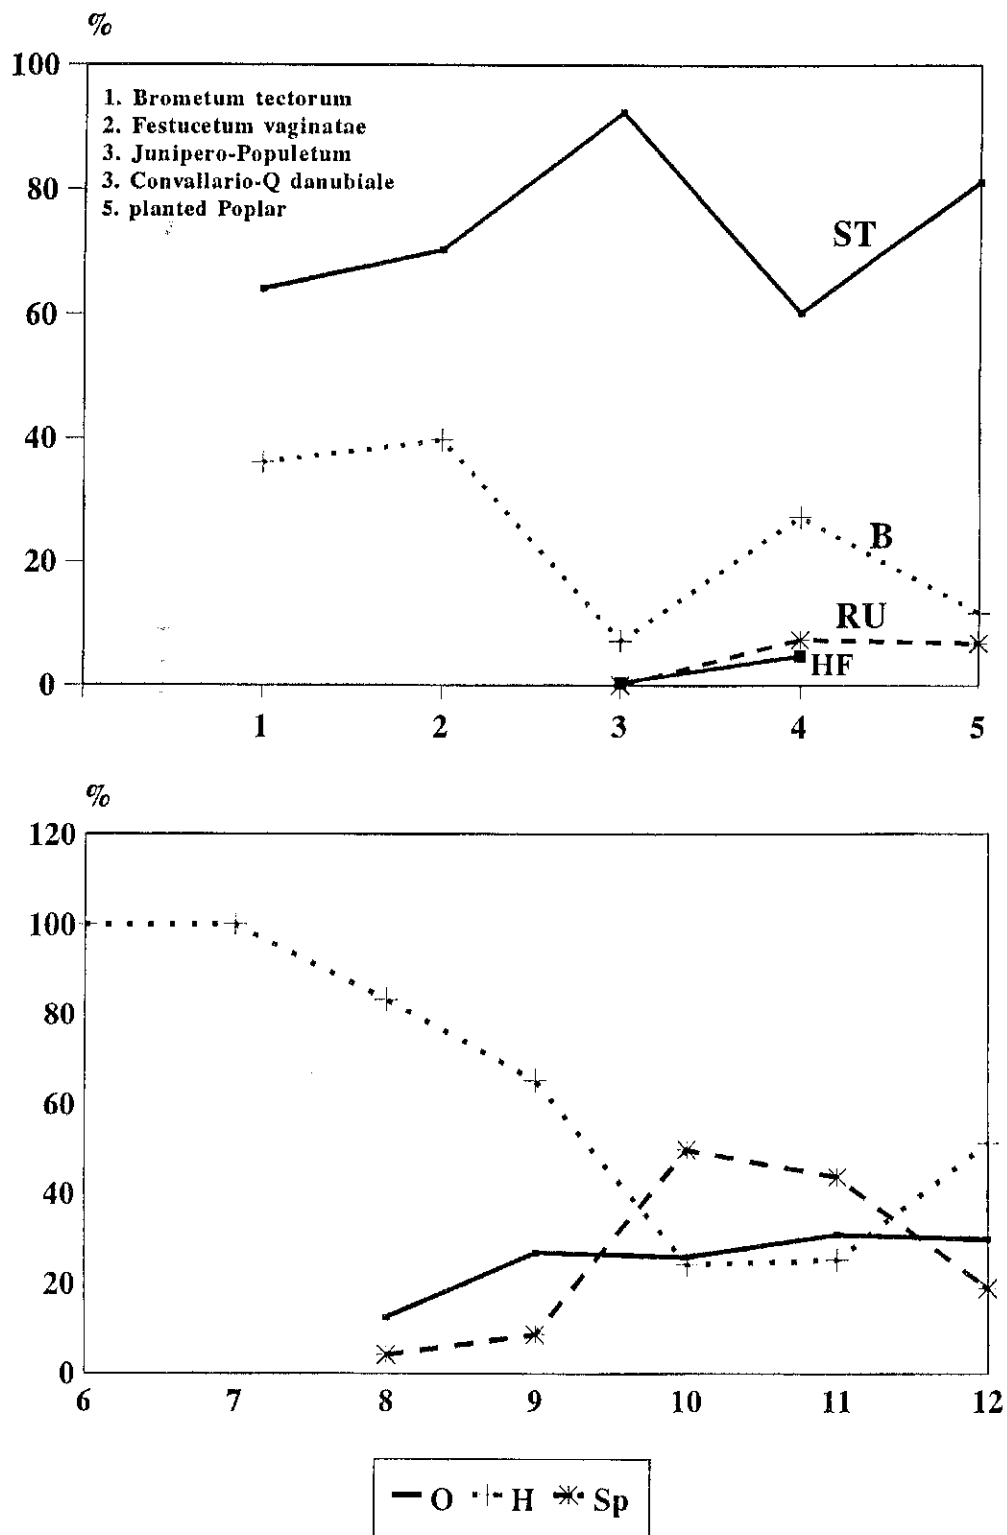 %
100
1. Brometum tectorum
2. Festucetum vaginatae
3. Junipero-Populetum
3. Convallario-Q danubiale
5. planted Poplar
80
ST
60
40
B
20
RU
HF
0
1 2 3 4 5
%
120
100
80
60
40
20
0
6 7 8 9 10 11 12
O H Sp